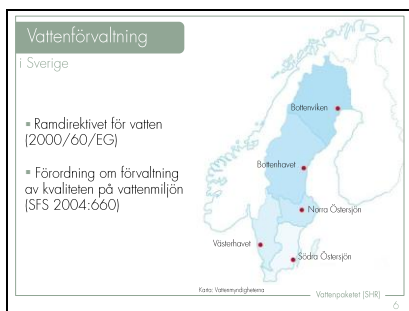 Vattenförvaltning
i Sverige
Ramdirektivet för vatten
(2000/60/EG)
Förordning om förvaltning
av kvaliteten på vattenmiljön
(SFS 2004:660)
Bottenviken
Bottenhavet
Norra Östersjön
Västerhavet
Södra Östersjön
Karta: Vattenmyndigheterna
Vattenpaketet (SHR)
6